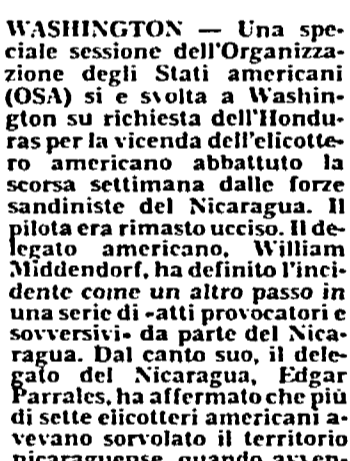 WASHINGTON — Una spe-
ciale sessione dell'Organizza-
zione degli Stati americani
(OSA) si e svolta a Washin-
gton su richiesta dell'Hondu-
ras per la vicenda dell'elicotte-
ro americano abbattuto la
scorsa settimana dalle forze
sandiniste del Nicaragua. Il
pilota era rimasto ucciso. Il de-
legato americano, William
Middendorf, ha definito l'inci-
dente come un altro passo in
una serie di «atti provocatori e
sovversivi» da parte del Nica-
ragua. Dal canto suo, il dele-
gato del Nicaragua, Edgar
Parrales, ha affermato che più
di sette elicotteri americani a-
vevano sorvolato il territorio
nicaraguense, quando avven-